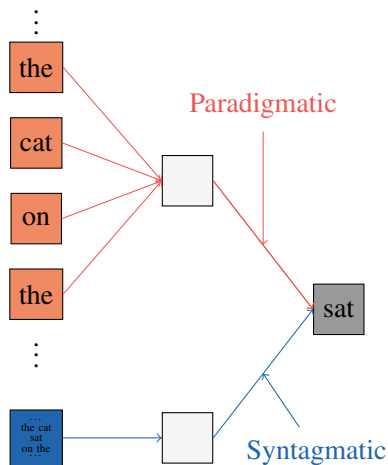 ⋮
the
Paradigmatic
cat
on
the
sat
⋮
...
the cat
sat
on the
...
Syntagmatic